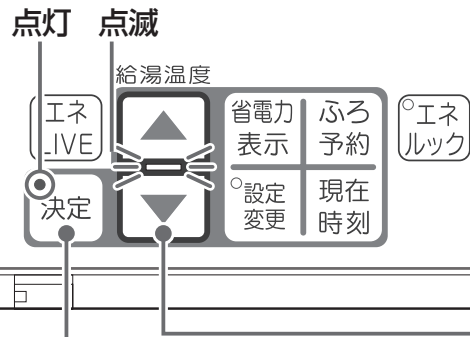 点灯 点滅
給湯温度
エネ
LIVE
決定
省電力
表示
ふろ
予約
設定
変更
現在
時刻
エネ
ルック